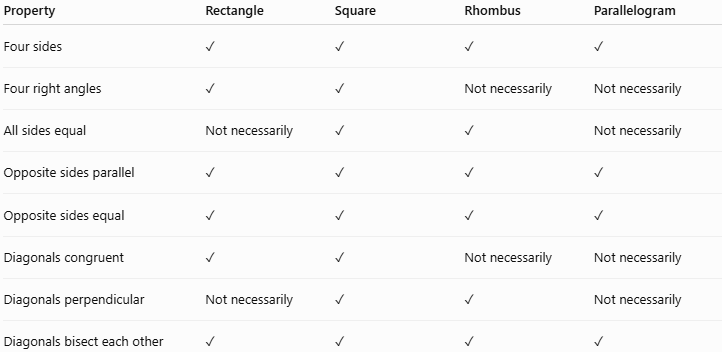 Property Rectangle Square Rhombus Parallelogram
Four sides ✓ ✓ ✓ ✓
Four right angles ✓ ✓ Not necessarily Not necessarily
All sides equal Not necessarily ✓ ✓ Not necessarily
Opposite sides parallel ✓ ✓ ✓ ✓
Opposite sides equal ✓ ✓ ✓ ✓
Diagonals congruent ✓ ✓ Not necessarily Not necessarily
Diagonals perpendicular Not necessarily ✓ ✓ Not necessarily
Diagonals bisect each other ✓ ✓ ✓ ✓